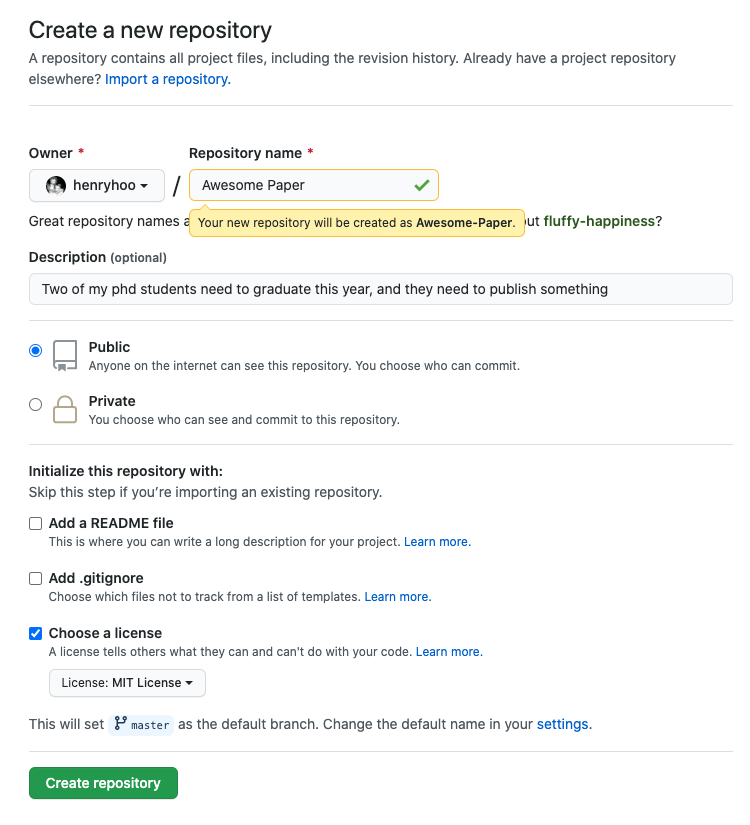 Create a new repository
A repository contains all project files, including the revision history. Already have a project repository
elsewhere? Import a repository.
Owner * Repository name *
henryhoo / Awesome Paper
Great repository names a
Your new repository will be created as Awesome-Paper.
ut fluffy-happiness?
Description (optional)
Two of my phd students need to graduate this year, and they need to publish something
Public
Anyone on the internet can see this repository. You choose who can commit.
Private
You choose who can see and commit to this repository.
Initialize this repository with:
Skip this step if you’re importing an existing repository.
Add a README file
This is where you can write a long description for your project. Learn more.
Add .gitignore
Choose which files not to track from a list of templates. Learn more.
Choose a license
A license tells others what they can and can't do with your code. Learn more.
License: MIT License
This will set master as the default branch. Change the default name in your settings.
Create repository